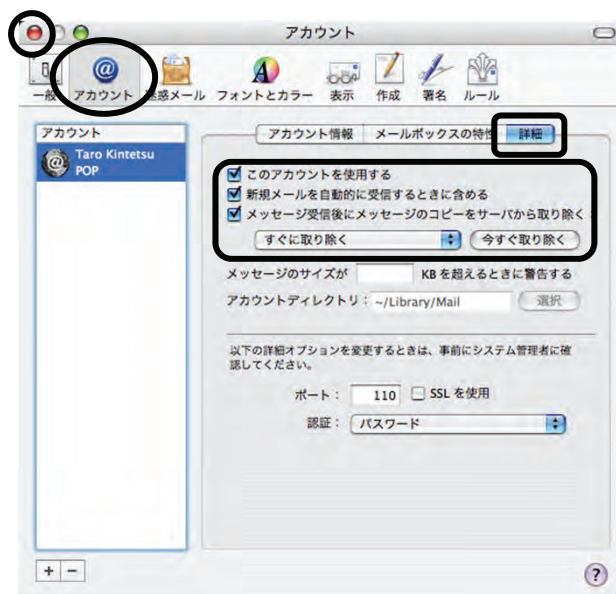 アカウント
一般 アカウント 迷惑メール フォントとカラー 表示 作成 署名 ルール
アカウント
Taro Kintetsu
POP
アカウント情報 メールボックスの特性 詳細
このアカウントを使用する
新規メールを自動的に受信するときに含める
メッセージ受信後にメッセージのコピーをサーバから取り除く：
すぐに取り除く 今すぐ取り除く
メッセージのサイズが KBを超えるときに警告する
アカウントディレクトリ： ~/Library/Mail 選択
以下の詳細オプションを変更するときは、事前にシステム管理者に確
認してください。
ポート： 110 SSLを使用
認証： パスワード
+ − ?